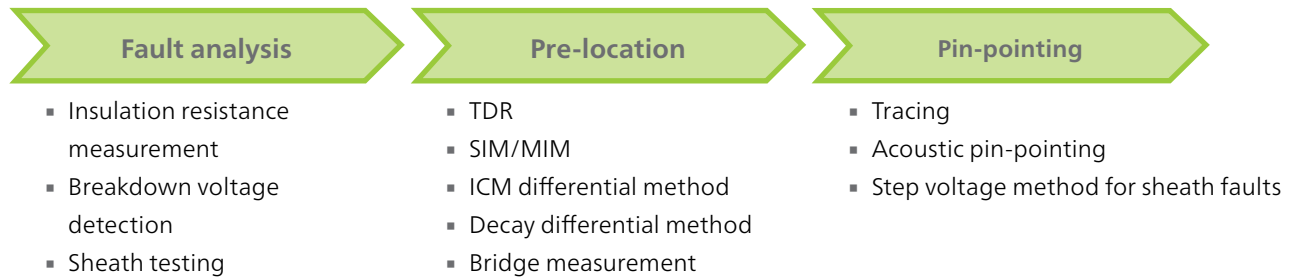 Fault analysis
▪ Insulation resistance
measurement
▪ Breakdown voltage
detection
▪ Sheath testing
Pre-location
▪ TDR
▪ SIM/MIM
▪ ICM differential method
▪ Decay differential method
▪ Bridge measurement
Pin-pointing
▪ Tracing
▪ Acoustic pin-pointing
▪ Step voltage method for sheath faults